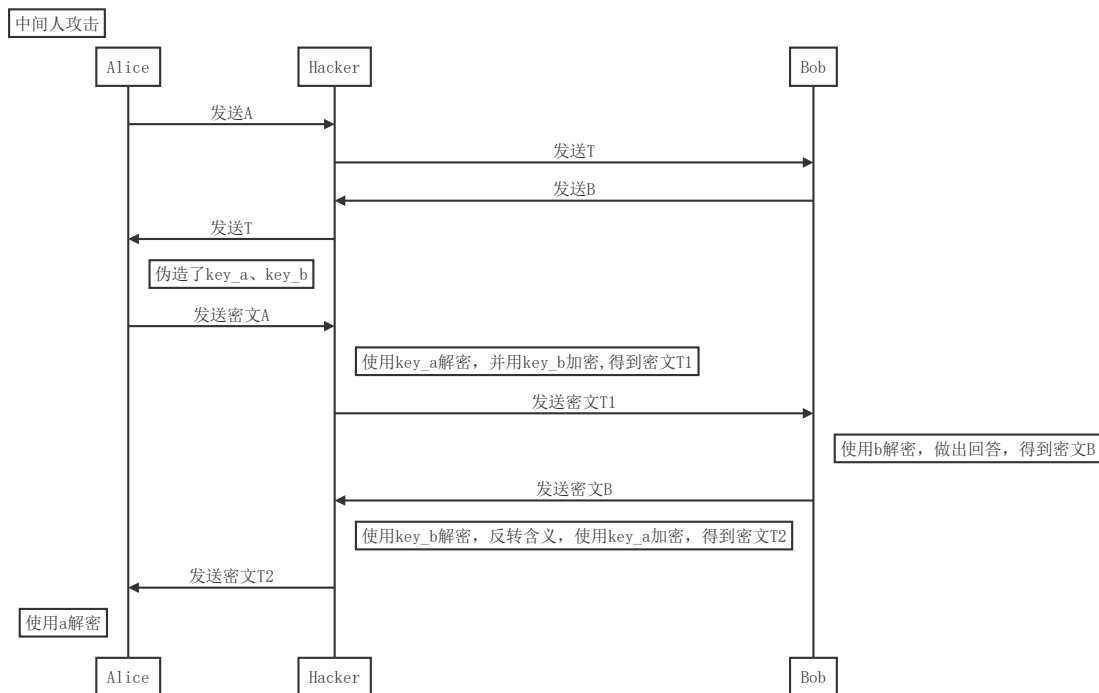 中间人攻击
Alice
Hacker
Bob
发送A
发送T
发送B
发送T
伪造了key_a、key_b
发送密文A
使用key_a解密，并用key_b加密,得到密文T1
发送密文T1
使用b解密，做出回答，得到密文B
发送密文B
使用key_b解密，反转含义，使用key_a加密，得到密文T2
发送密文T2
使用a解密
Alice
Hacker
Bob